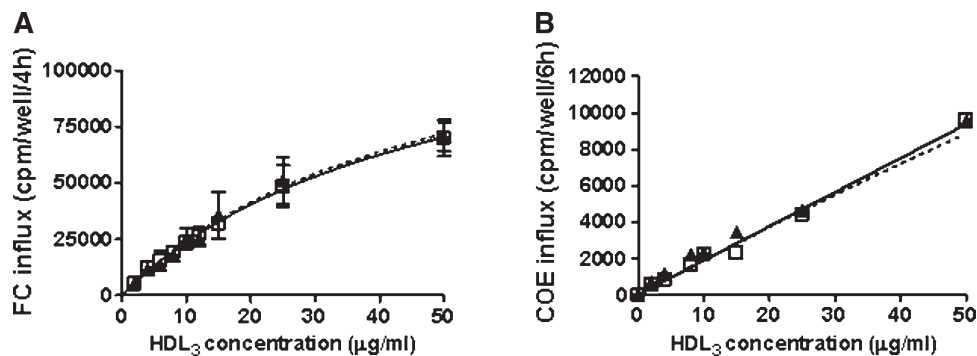 A
FC influx (cpm/well/4h)
100000
75000
50000
25000
0
0 10 20 30 40 50
HDL3 concentration (µg/ml)
B
COE influx (cpm/well/6h)
12000
10000
8000
6000
4000
2000
0
0 10 20 30 40 50
HDL3 concentration (µg/ml)